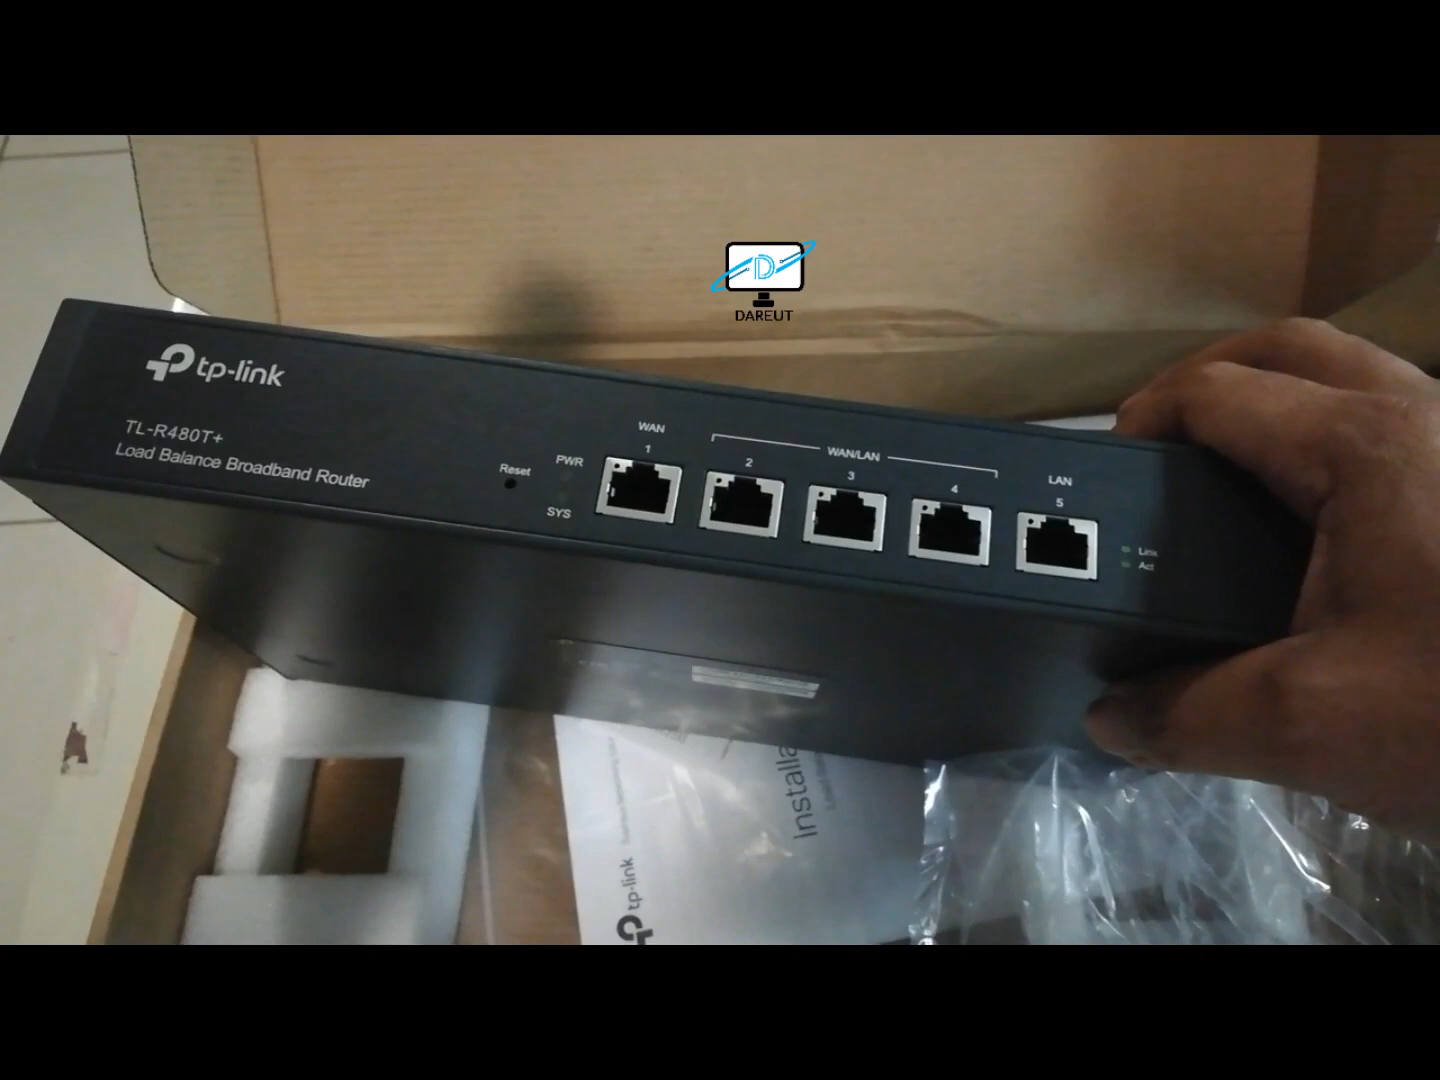 D
DAREUT
tp-link
TL-R480T+
Load Balance Broadband Router
Reset
PWR
SYS
WAN
1
WAN/LAN
2
3
4
LAN
5
Link
Act
tp-link